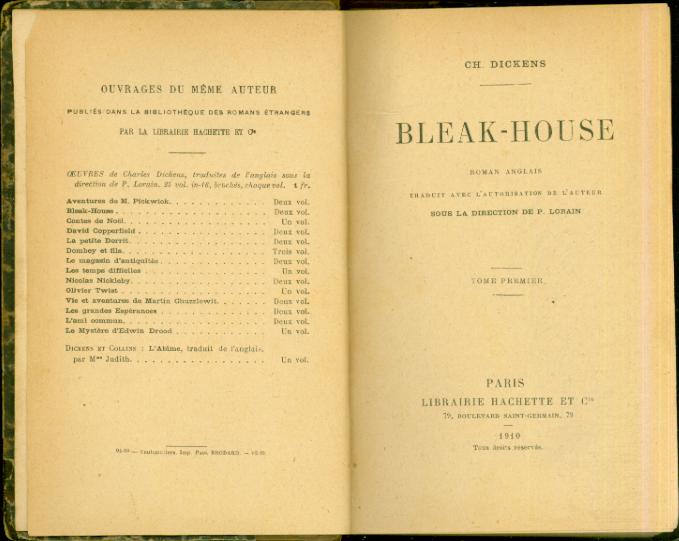 OUVRAGES DU MÊME AUTEUR
PUBLIÉS DANS LA BIBLIOTHÈQUE DES ROMANS ÉTRANGERS
PAR LA LIBRAIRIE HACHETTE ET Cie
ŒUVRES de Charles Dickens, traduites de l'anglais sous la
direction de P. Lorain. 25 vol. in-16, brochés, chaque vol. 1 fr.
Aventures de M. Pickwick. Deux vol.
Bleak-House. Deux vol.
Contes de Noël. Un vol.
David Copperfield Deux vol.
La petite Dorrit. Deux vol.
Dombey et fils. Trois vol.
Le magasin d'antiquités Deux vol.
Les temps difficiles Un vol.
Nicolas Nickleby. Deux vol.
Olivier Twist Un vol.
Vie et aventures de Martin Chuzzlewit. Deux vol.
Les grandes Espérances Deux vol.
L'ami commun. Deux vol.
Le Mystère d'Edwin Drood Un vol.
DICKENS ET COLLINS : L'Abîme, traduit de l'anglais,
par Mme Judith. Un vol.
— Coulommiers. Imp. Paul BRODARD. —
CH. DICKENS
BLEAK-HOUSE
ROMAN ANGLAIS
TRADUIT AVEC L'AUTORISATION DE L'AUTEUR
SOUS LA DIRECTION DE P. LORAIN
TOME PREMIER
PARIS
LIBRAIRIE HACHETTE ET Cie
79, BOULEVARD SAINT-GERMAIN, 79
1910
Tous droits réservés.